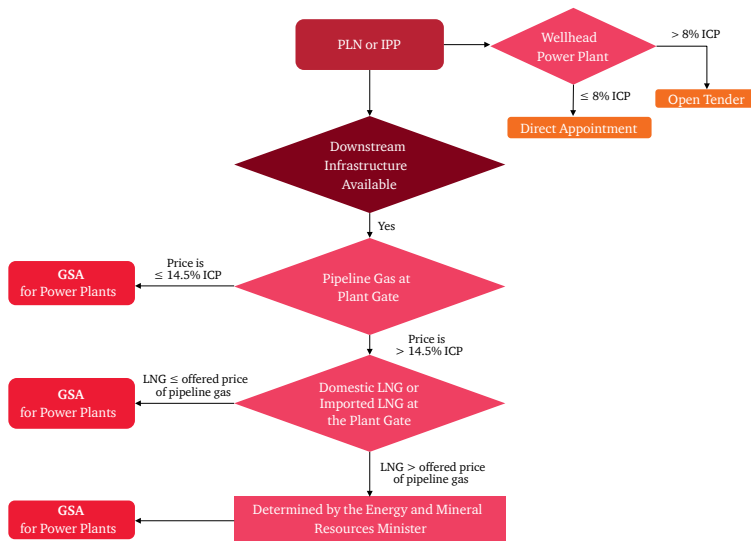 PLN or IPP
Wellhead
Power Plant
> 8% ICP
≤ 8% ICP
Open Tender
Direct Appointment
Downstream
Infrastructure
Available
Yes
Price is
≤ 14.5% ICP
GSA
for Power Plants
Pipeline Gas at
Plant Gate
Price is
> 14.5% ICP
LNG ≤ offered price
of pipeline gas
GSA
for Power Plants
Domestic LNG or
Imported LNG at
the Plant Gate
LNG > offered price
of pipeline gas
GSA
for Power Plants
Determined by the Energy and Mineral
Resources Minister